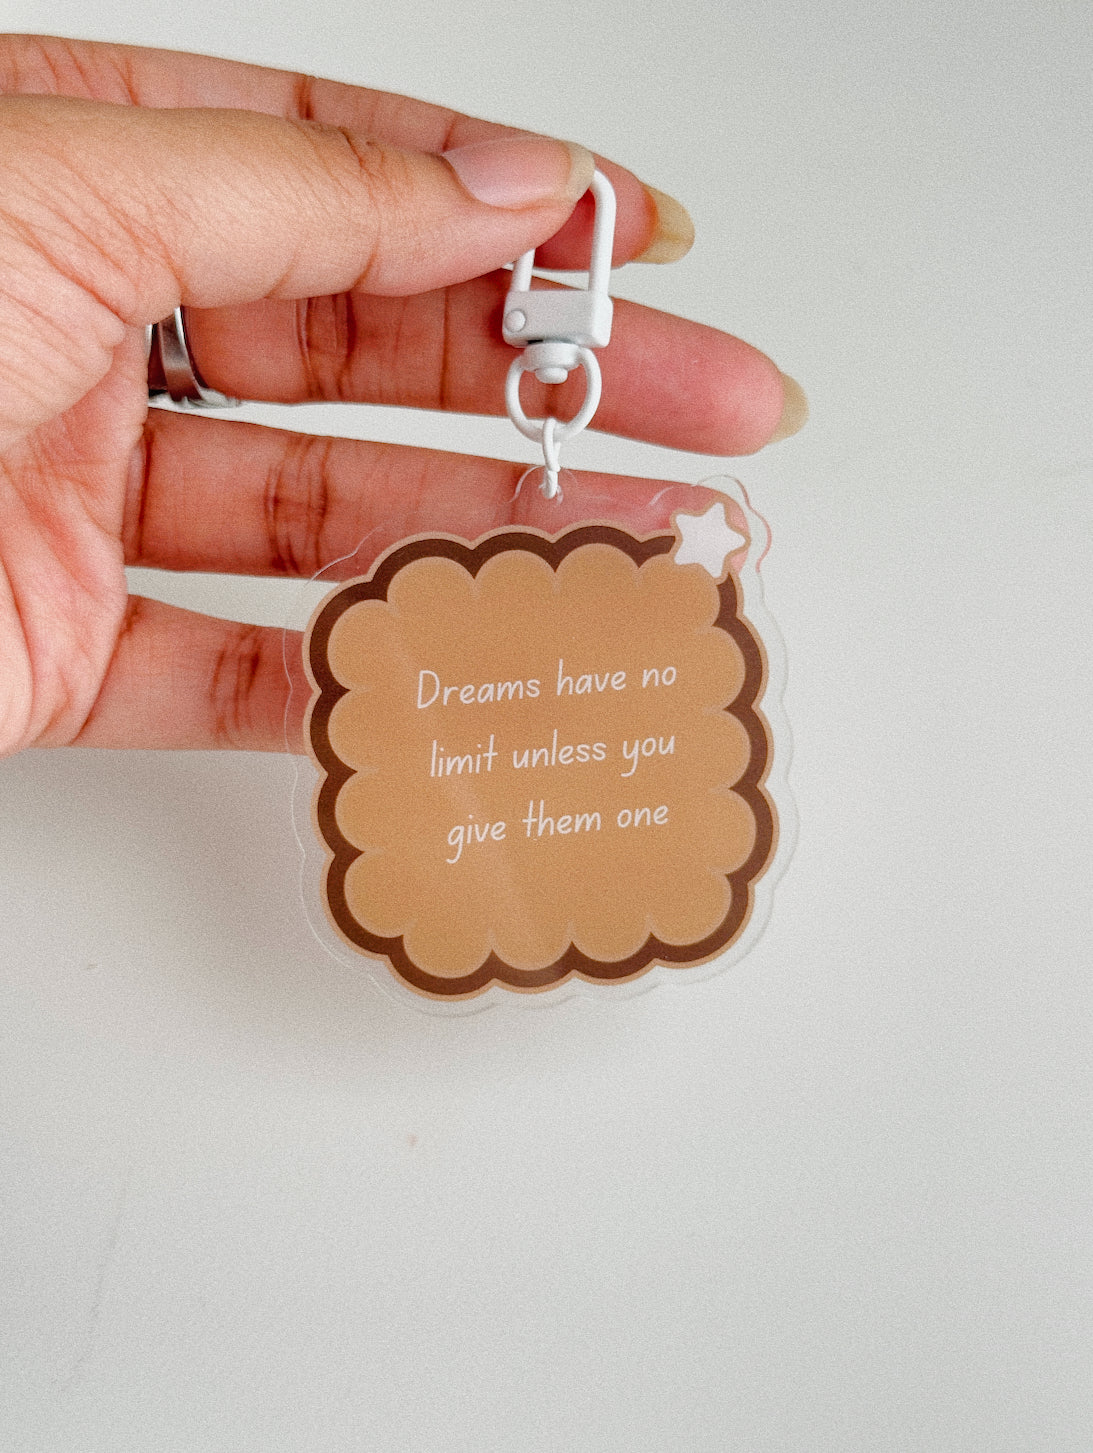 Dreams have no
limit unless you
give them one